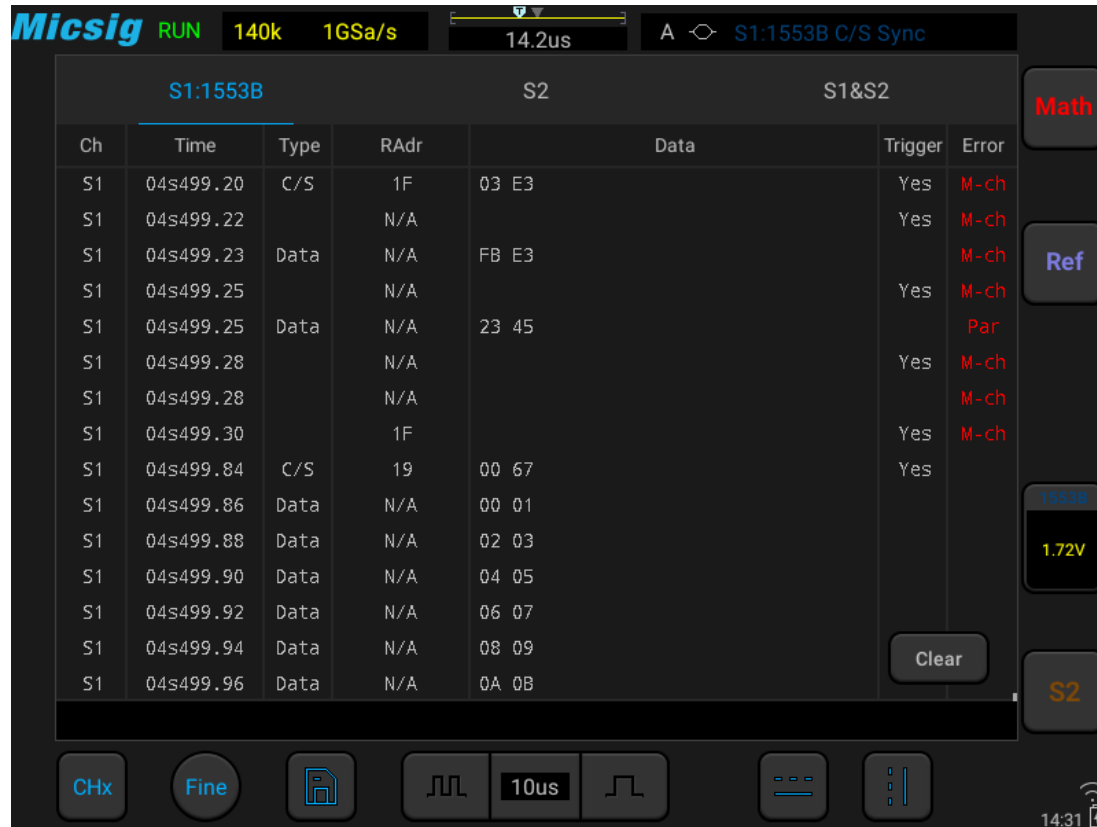 Micsig RUN 140k 1GSa/s T 14.2us A S1:1553B C/S Sync
S1:1553B S2 S1&S2
Math
Ch Time Type RAdr Data Trigger Error
S1 04s499.20 C/S 1F 03 E3 Yes M-ch
S1 04s499.22 N/A Yes M-ch
S1 04s499.23 Data N/A FB E3 M-ch
Ref
S1 04s499.25 N/A Yes M-ch
S1 04s499.25 Data N/A 23 45 Par
S1 04s499.28 N/A Yes M-ch
S1 04s499.28 N/A M-ch
S1 04s499.30 1F Yes M-ch
S1 04s499.84 C/S 19 00 67 Yes
S1 04s499.86 Data N/A 00 01
1553B
S1 04s499.88 Data N/A 02 03
1.72V
S1 04s499.90 Data N/A 04 05
S1 04s499.92 Data N/A 06 07
S1 04s499.94 Data N/A 08 09
Clear
S1 04s499.96 Data N/A 0A 0B
S2
CHx Fine 10us
14:31